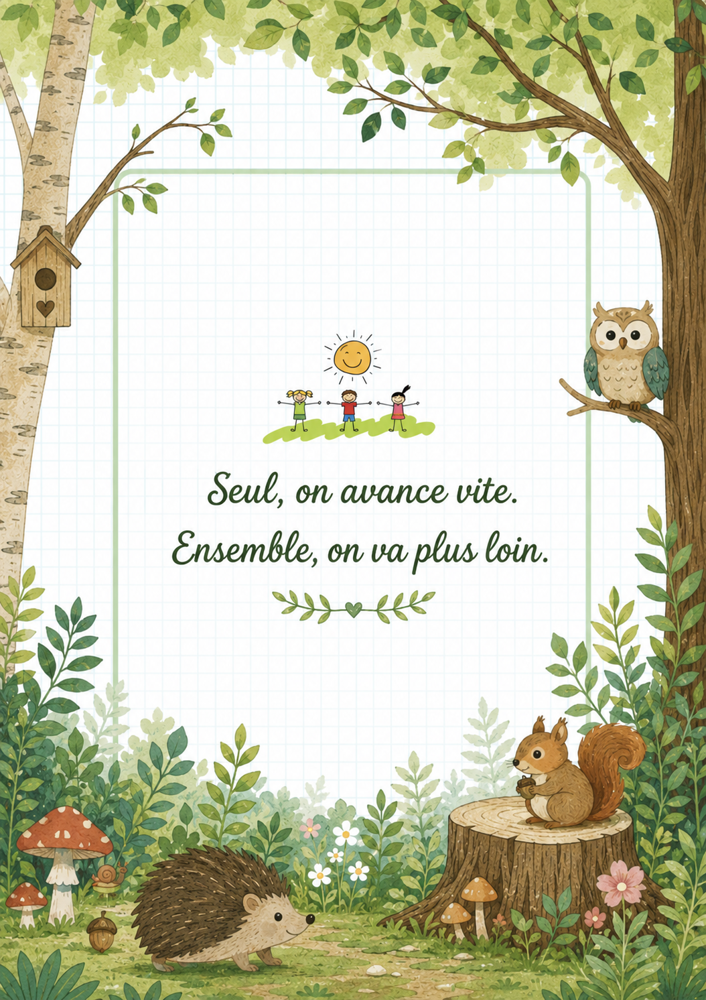 Seul, on avance vite.
Ensemble, on va plus loin.